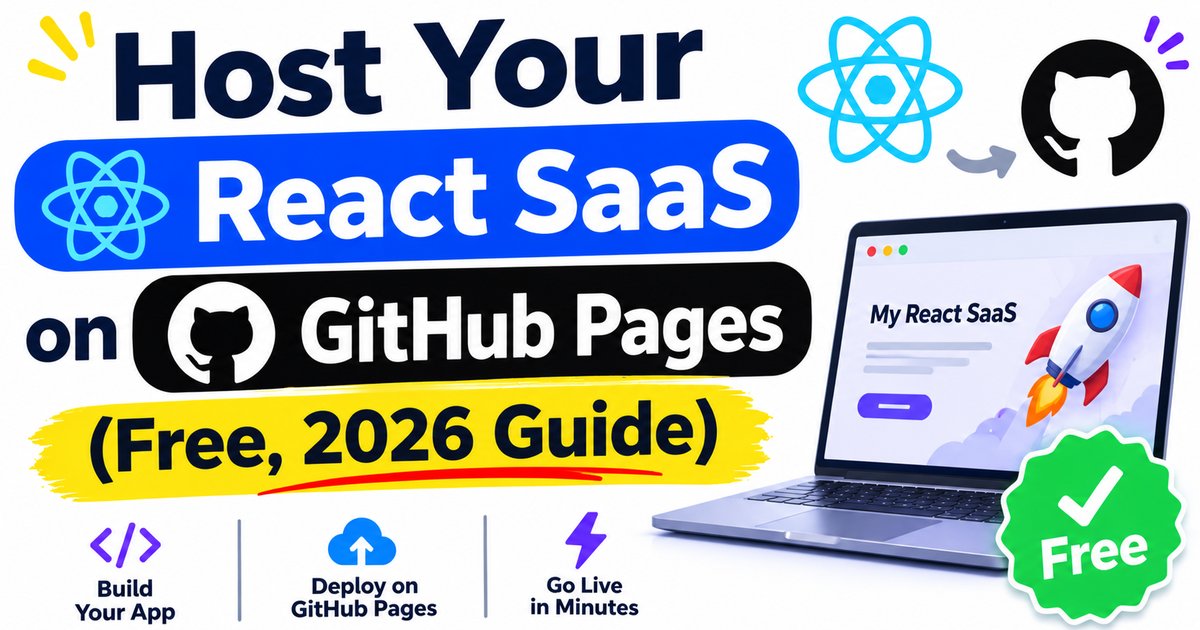 Host Your
React SaaS
on GitHub Pages
(Free, 2026 Guide)
My React SaaS
Free
</> 
Build
Your App
Deploy on
GitHub Pages
Go Live
in Minutes